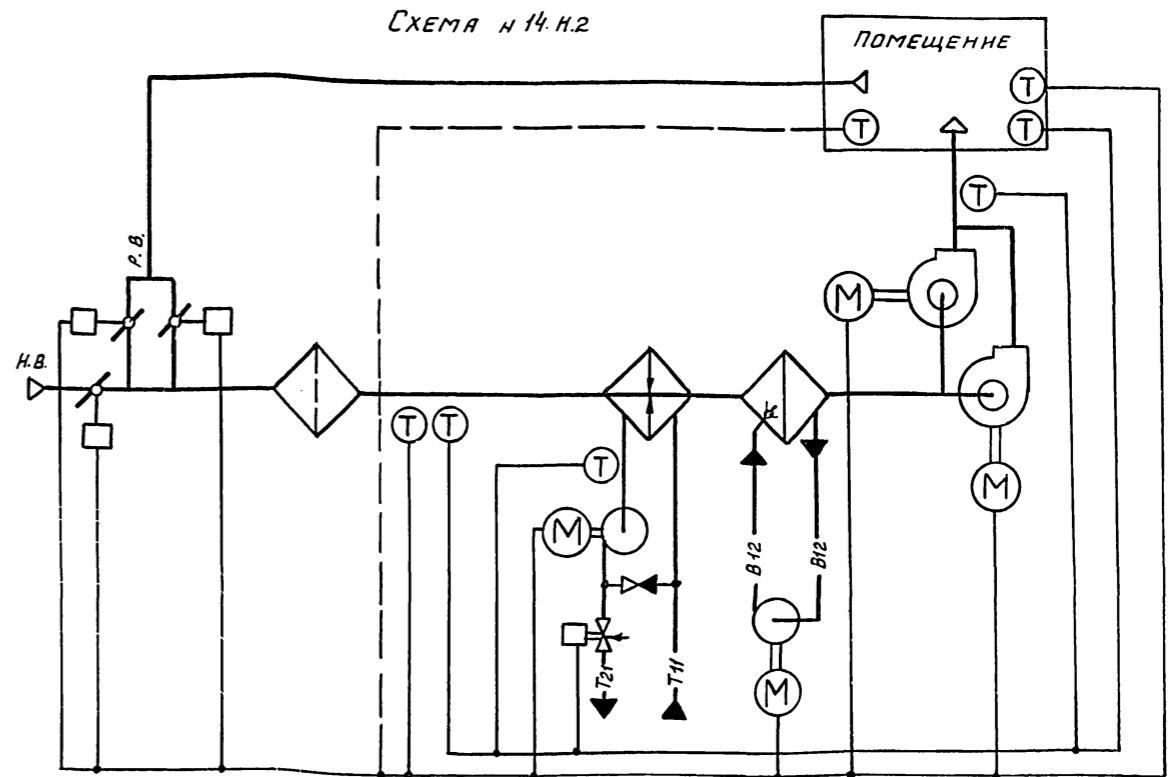 Схема н 14.Н.2
ПОМЕЩЕНИЕ
Т
Т
Т
Т
Р.В.
М
Н.В.
Т
Т
Т
М
М
В12
В12
Т21
Т11
М